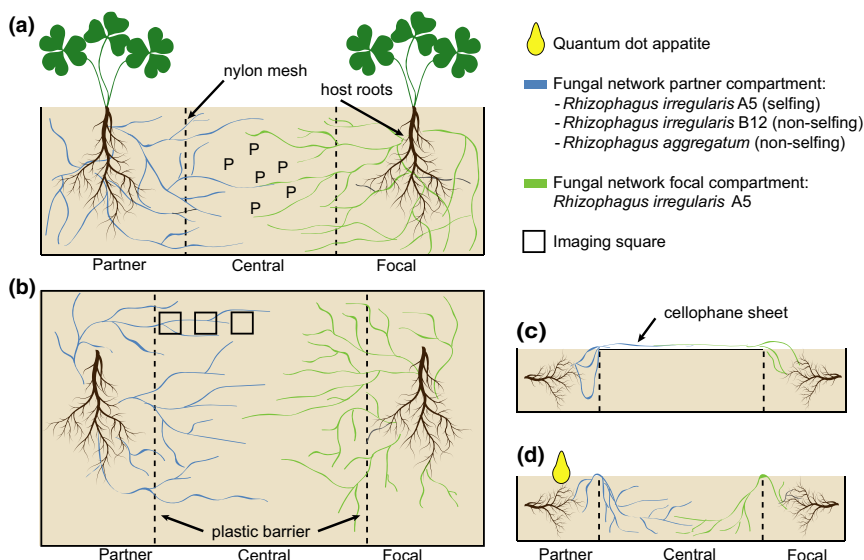 (a)
nylon mesh
host roots
P
P
P
P
P
P
Partner
Central
Focal
Quantum dot appatite
Fungal network partner compartment:
- Rhizophagus irregularis A5 (selfing)
- Rhizophagus irregularis B12 (non-selfing)
- Rhizophagus aggregatum (non-selfing)
Fungal network focal compartment:
Rhizophagus irregularis A5
Imaging square
(b)
plastic barrier
Partner
Central
Focal
(c)
cellophane sheet
(d)
Partner
Central
Focal